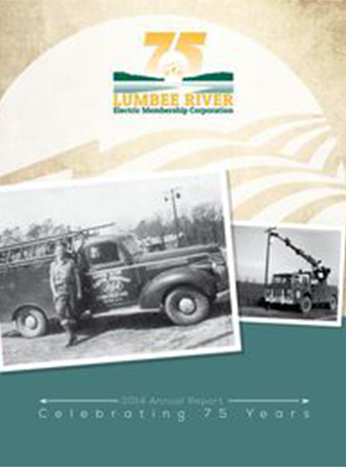 75
LUMBEE RIVER
Electric Membership Corporation
2014 Annual Report
Celebrating 75 Years